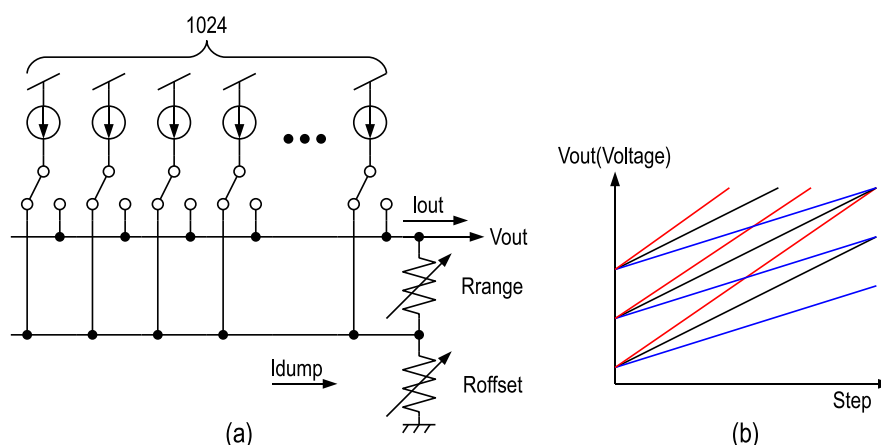 1024
Iout
Vout
Rrange
Idump
Roffset
(a)
Vout(Voltage)
Step
(b)